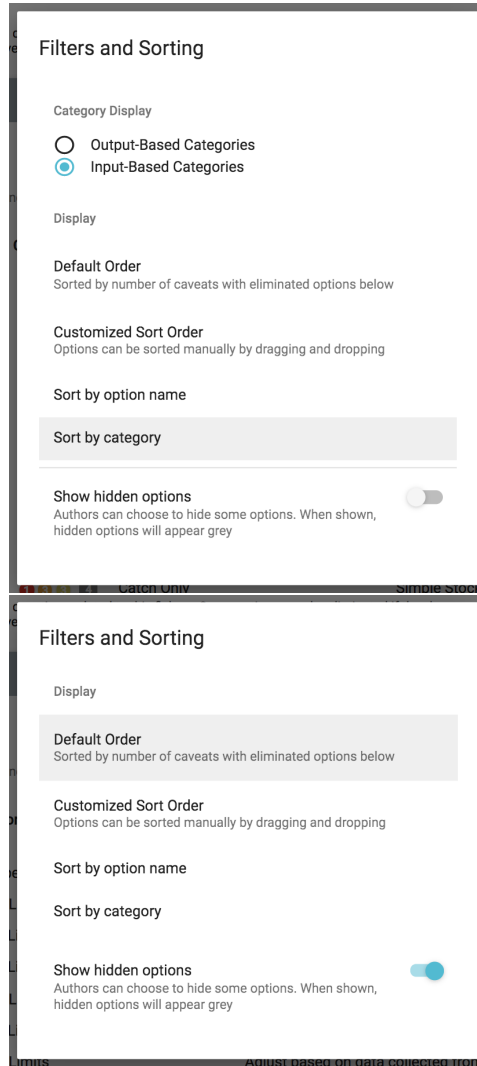 Filters and Sorting
Category Display
Output-Based Categories
Input-Based Categories
Display
Default Order
Sorted by number of caveats with eliminated options below
Customized Sort Order
Options can be sorted manually by dragging and dropping
Sort by option name
Sort by category
Show hidden options
Authors can choose to hide some options. When shown,
hidden options will appear grey
Catch Only Simple Stock
Filters and Sorting
Display
Default Order
Sorted by number of caveats with eliminated options below
Customized Sort Order
Options can be sorted manually by dragging and dropping
Sort by option name
Sort by category
Show hidden options
Authors can choose to hide some options. When shown,
hidden options will appear grey
Limits Adjust based on data collected from